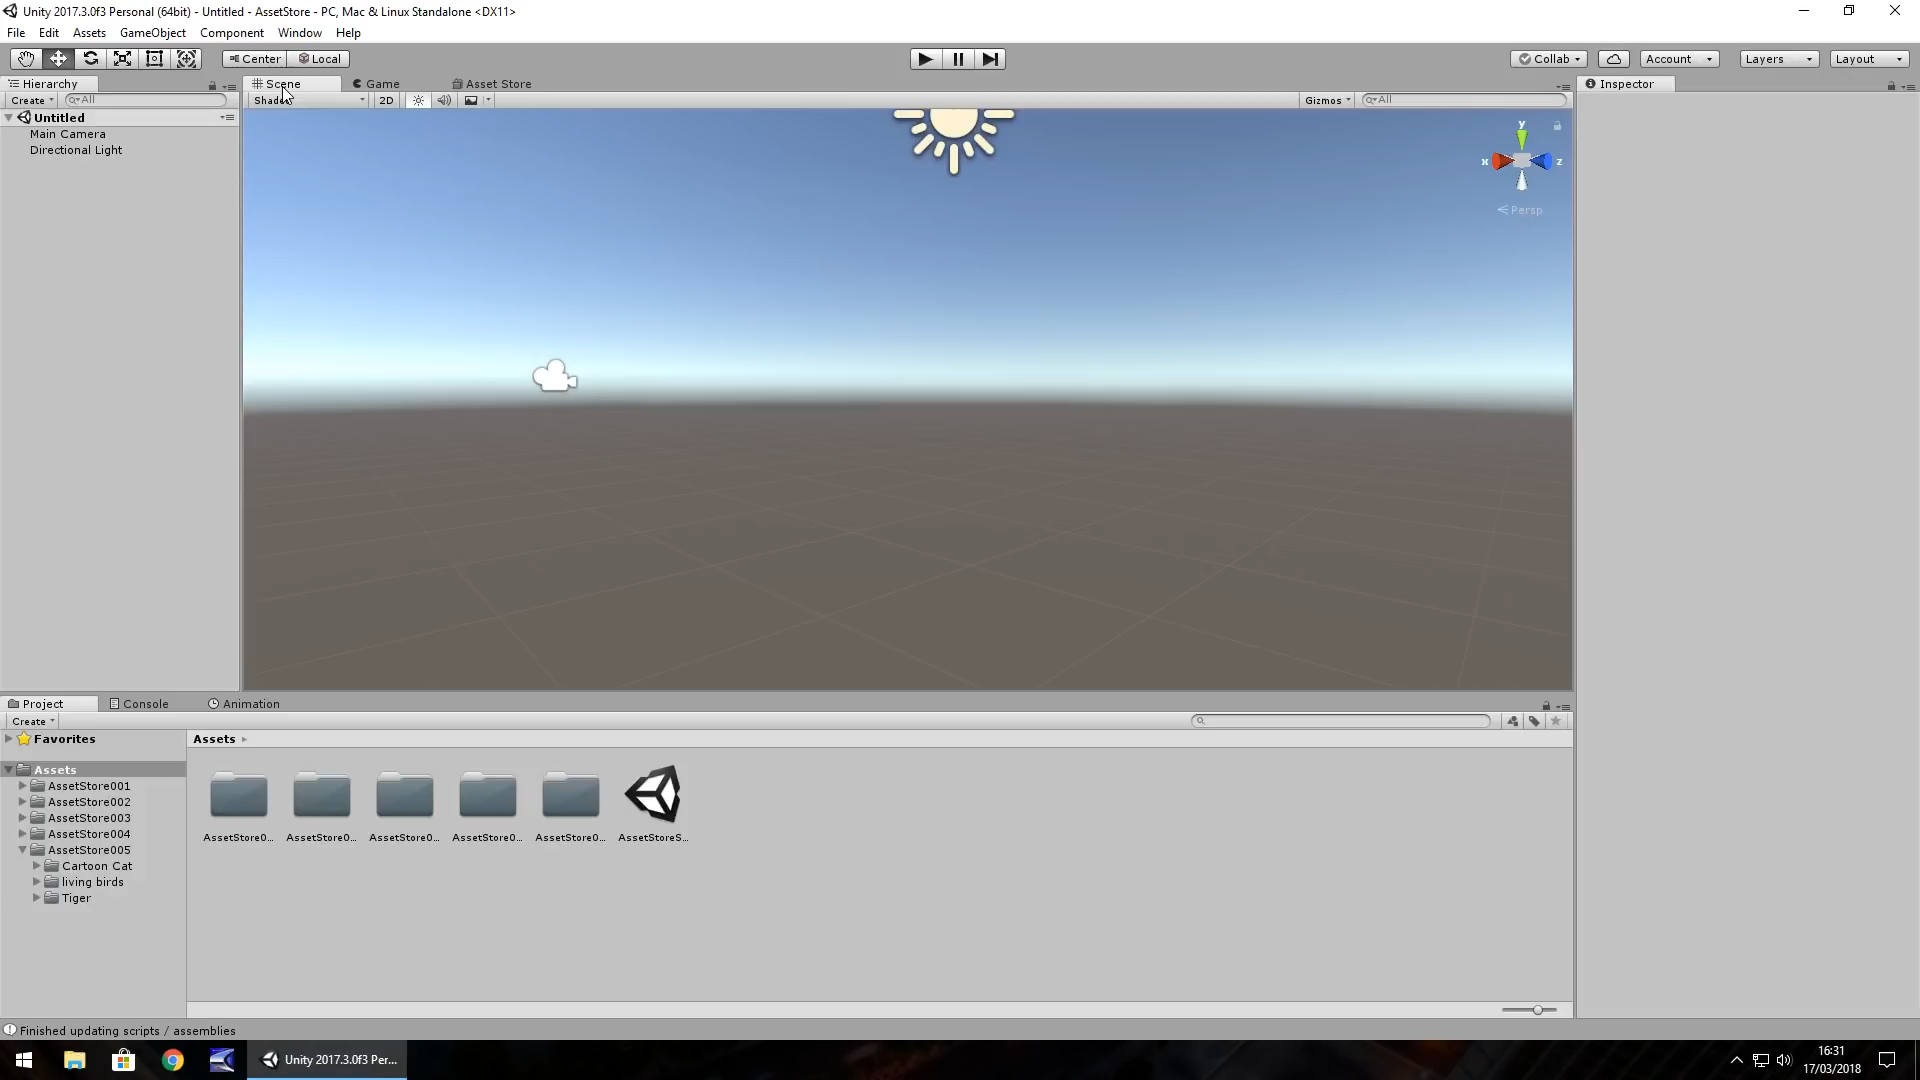 Unity 2017.3.0f3 Personal (64bit) - Untitled - AssetStore - PC, Mac & Linux Standalone <DX11>
File Edit Assets GameObject Component Window Help
Center Local Collab Account Layers Layout
Hierarchy Scene Game Asset Store Inspector
Create All 2D Gizmos All
Untitled
Main Camera
Directional Light
y
x z
Persp
Project Console Animation
Create
Favorites
Assets
Assets
AssetStore001
AssetStore002
AssetStore003
AssetStore004
AssetStore005
Cartoon Cat
living birds
Tiger
AssetStore0... AssetStore0... AssetStore0... AssetStore0... AssetStore0... AssetStoreS...
Finished updating scripts / assemblies
Unity 2017.3.0f3 Per...
16:31
17/03/2018